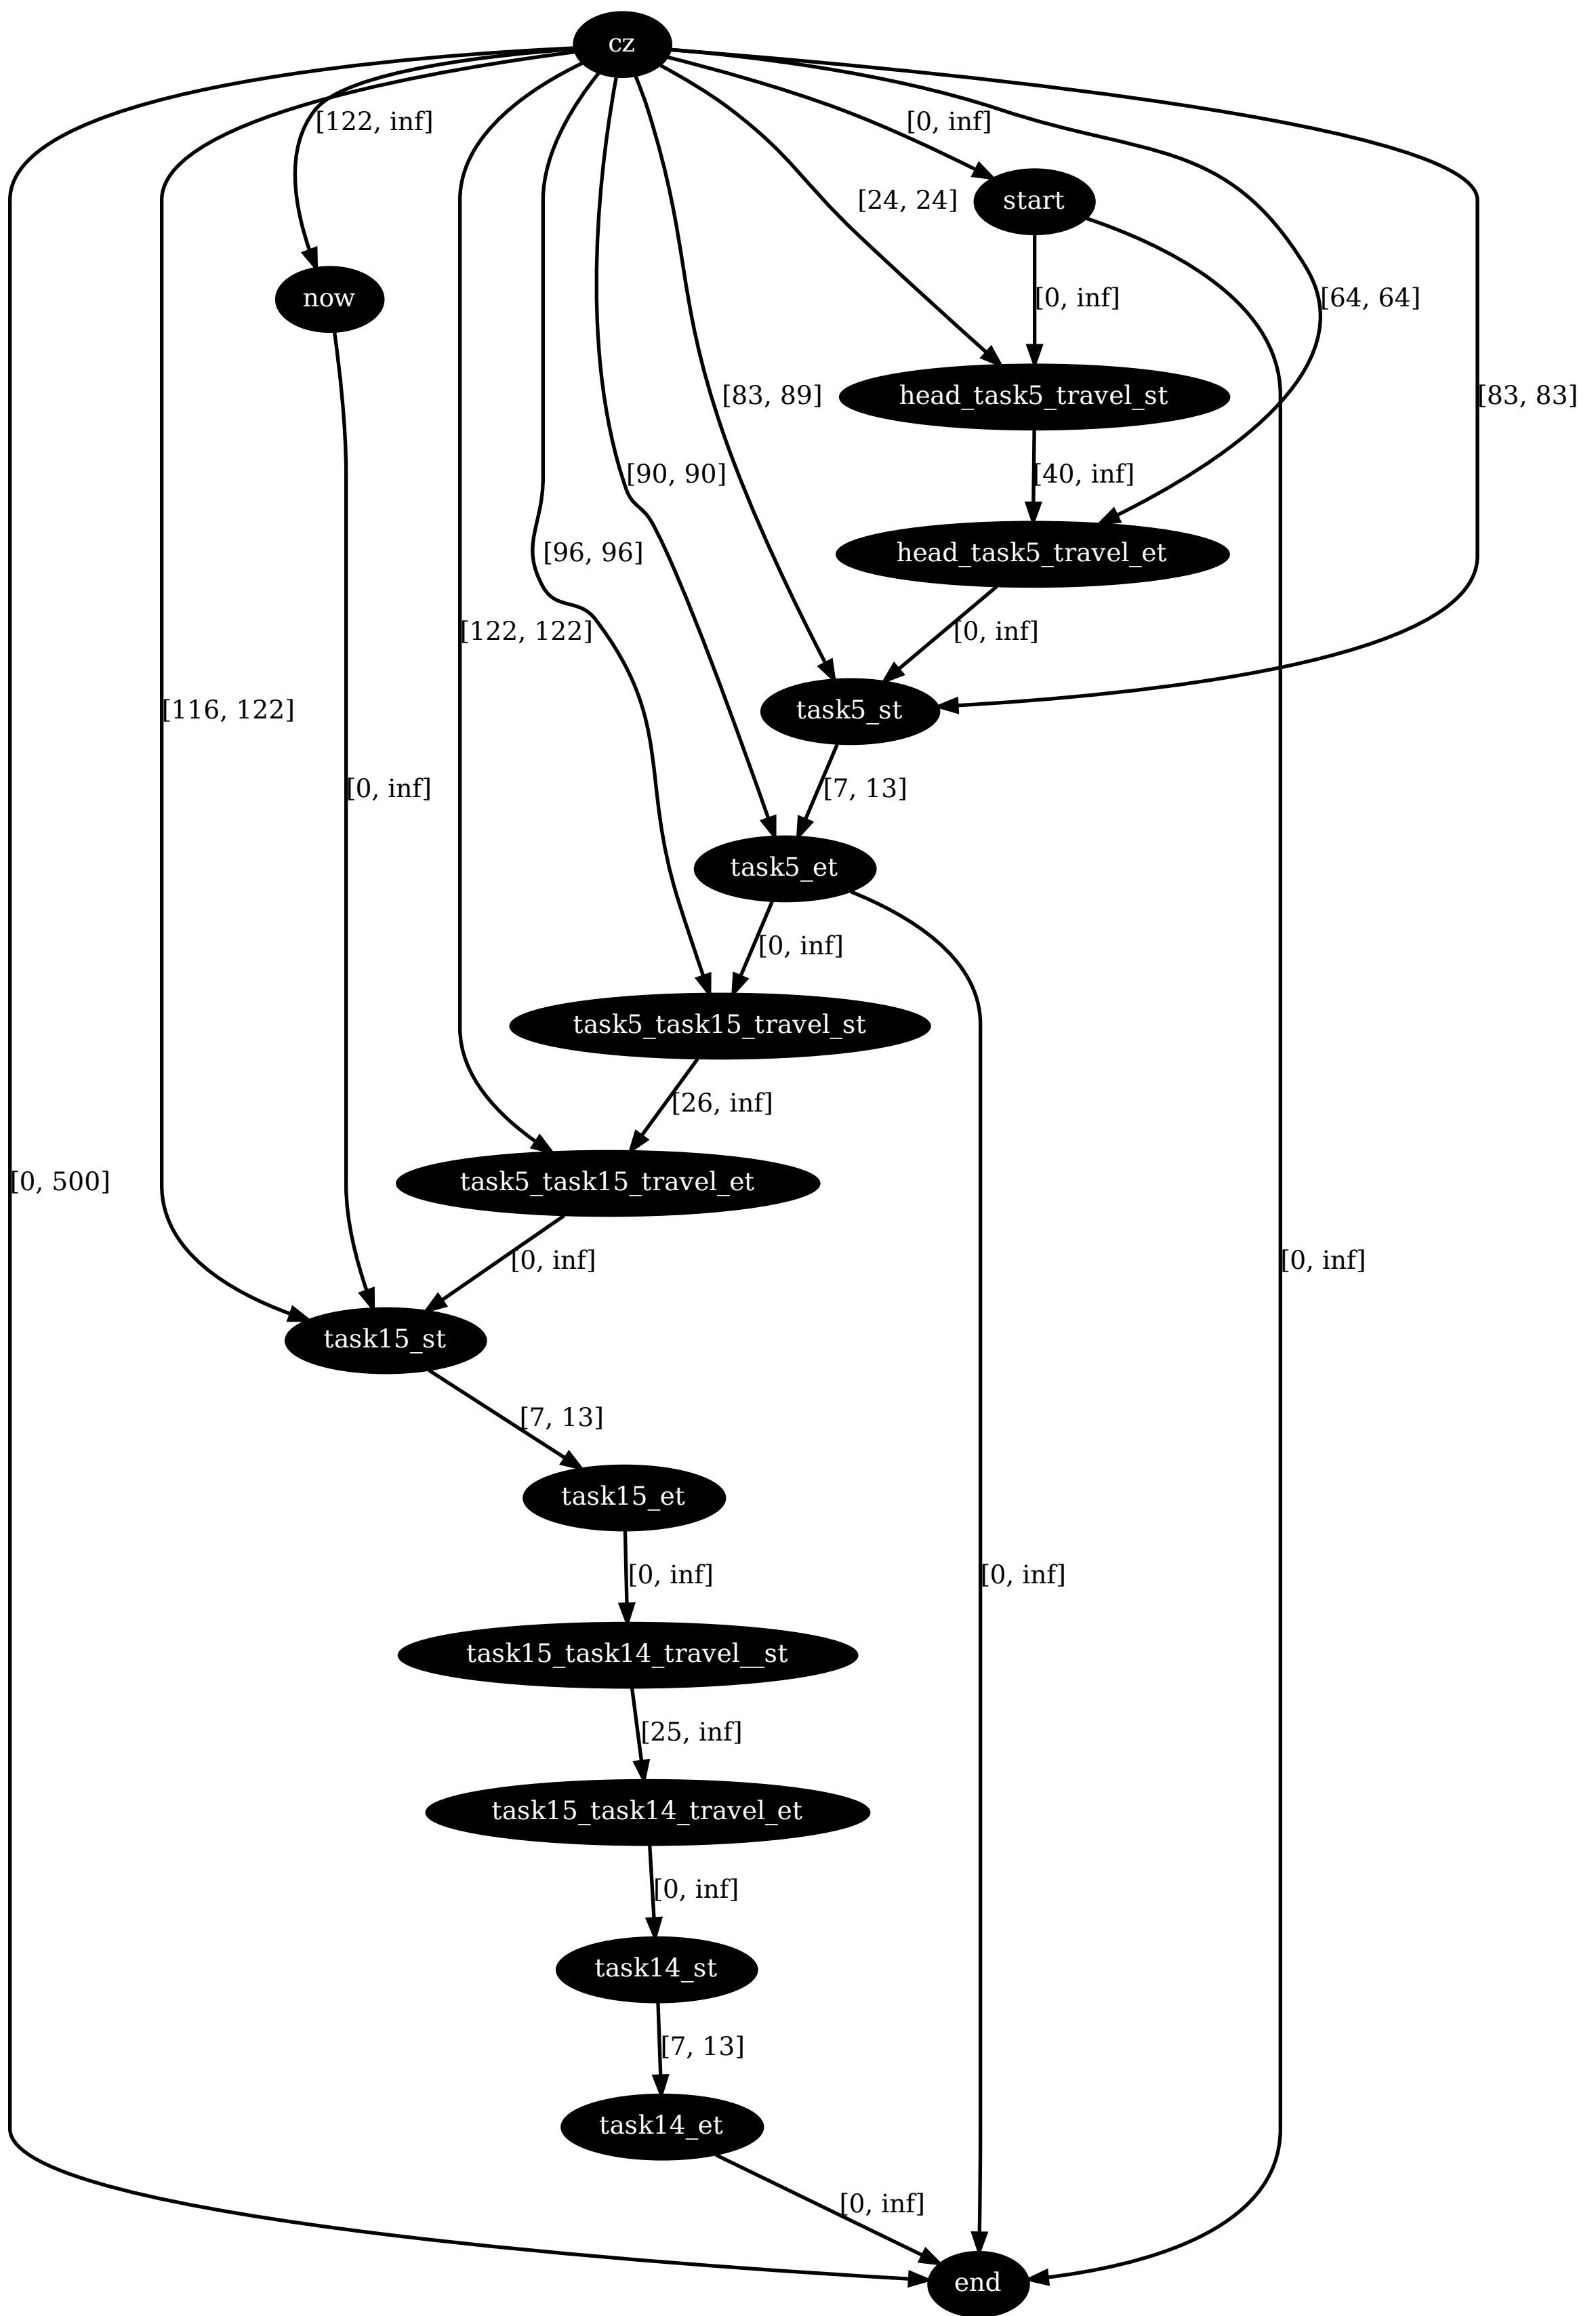 cz
[122, inf]
[0, inf]
start
[24, 24]
now
[0, inf]
[64, 64]
head_task5_travel_st
[83, 89]
[83, 83]
[90, 90]
[40, inf]
head_task5_travel_et
[96, 96]
[122, 122]
[0, inf]
task5_st
[116, 122]
[0, inf]
[7, 13]
task5_et
[0, inf]
task5_task15_travel_st
[26, inf]
task5_task15_travel_et
[0, 500]
[0, inf]
[0, inf]
task15_st
[7, 13]
task15_et
[0, inf]
[0, inf]
task15_task14_travel__st
[25, inf]
task15_task14_travel_et
[0, inf]
task14_st
[7, 13]
task14_et
[0, inf]
end